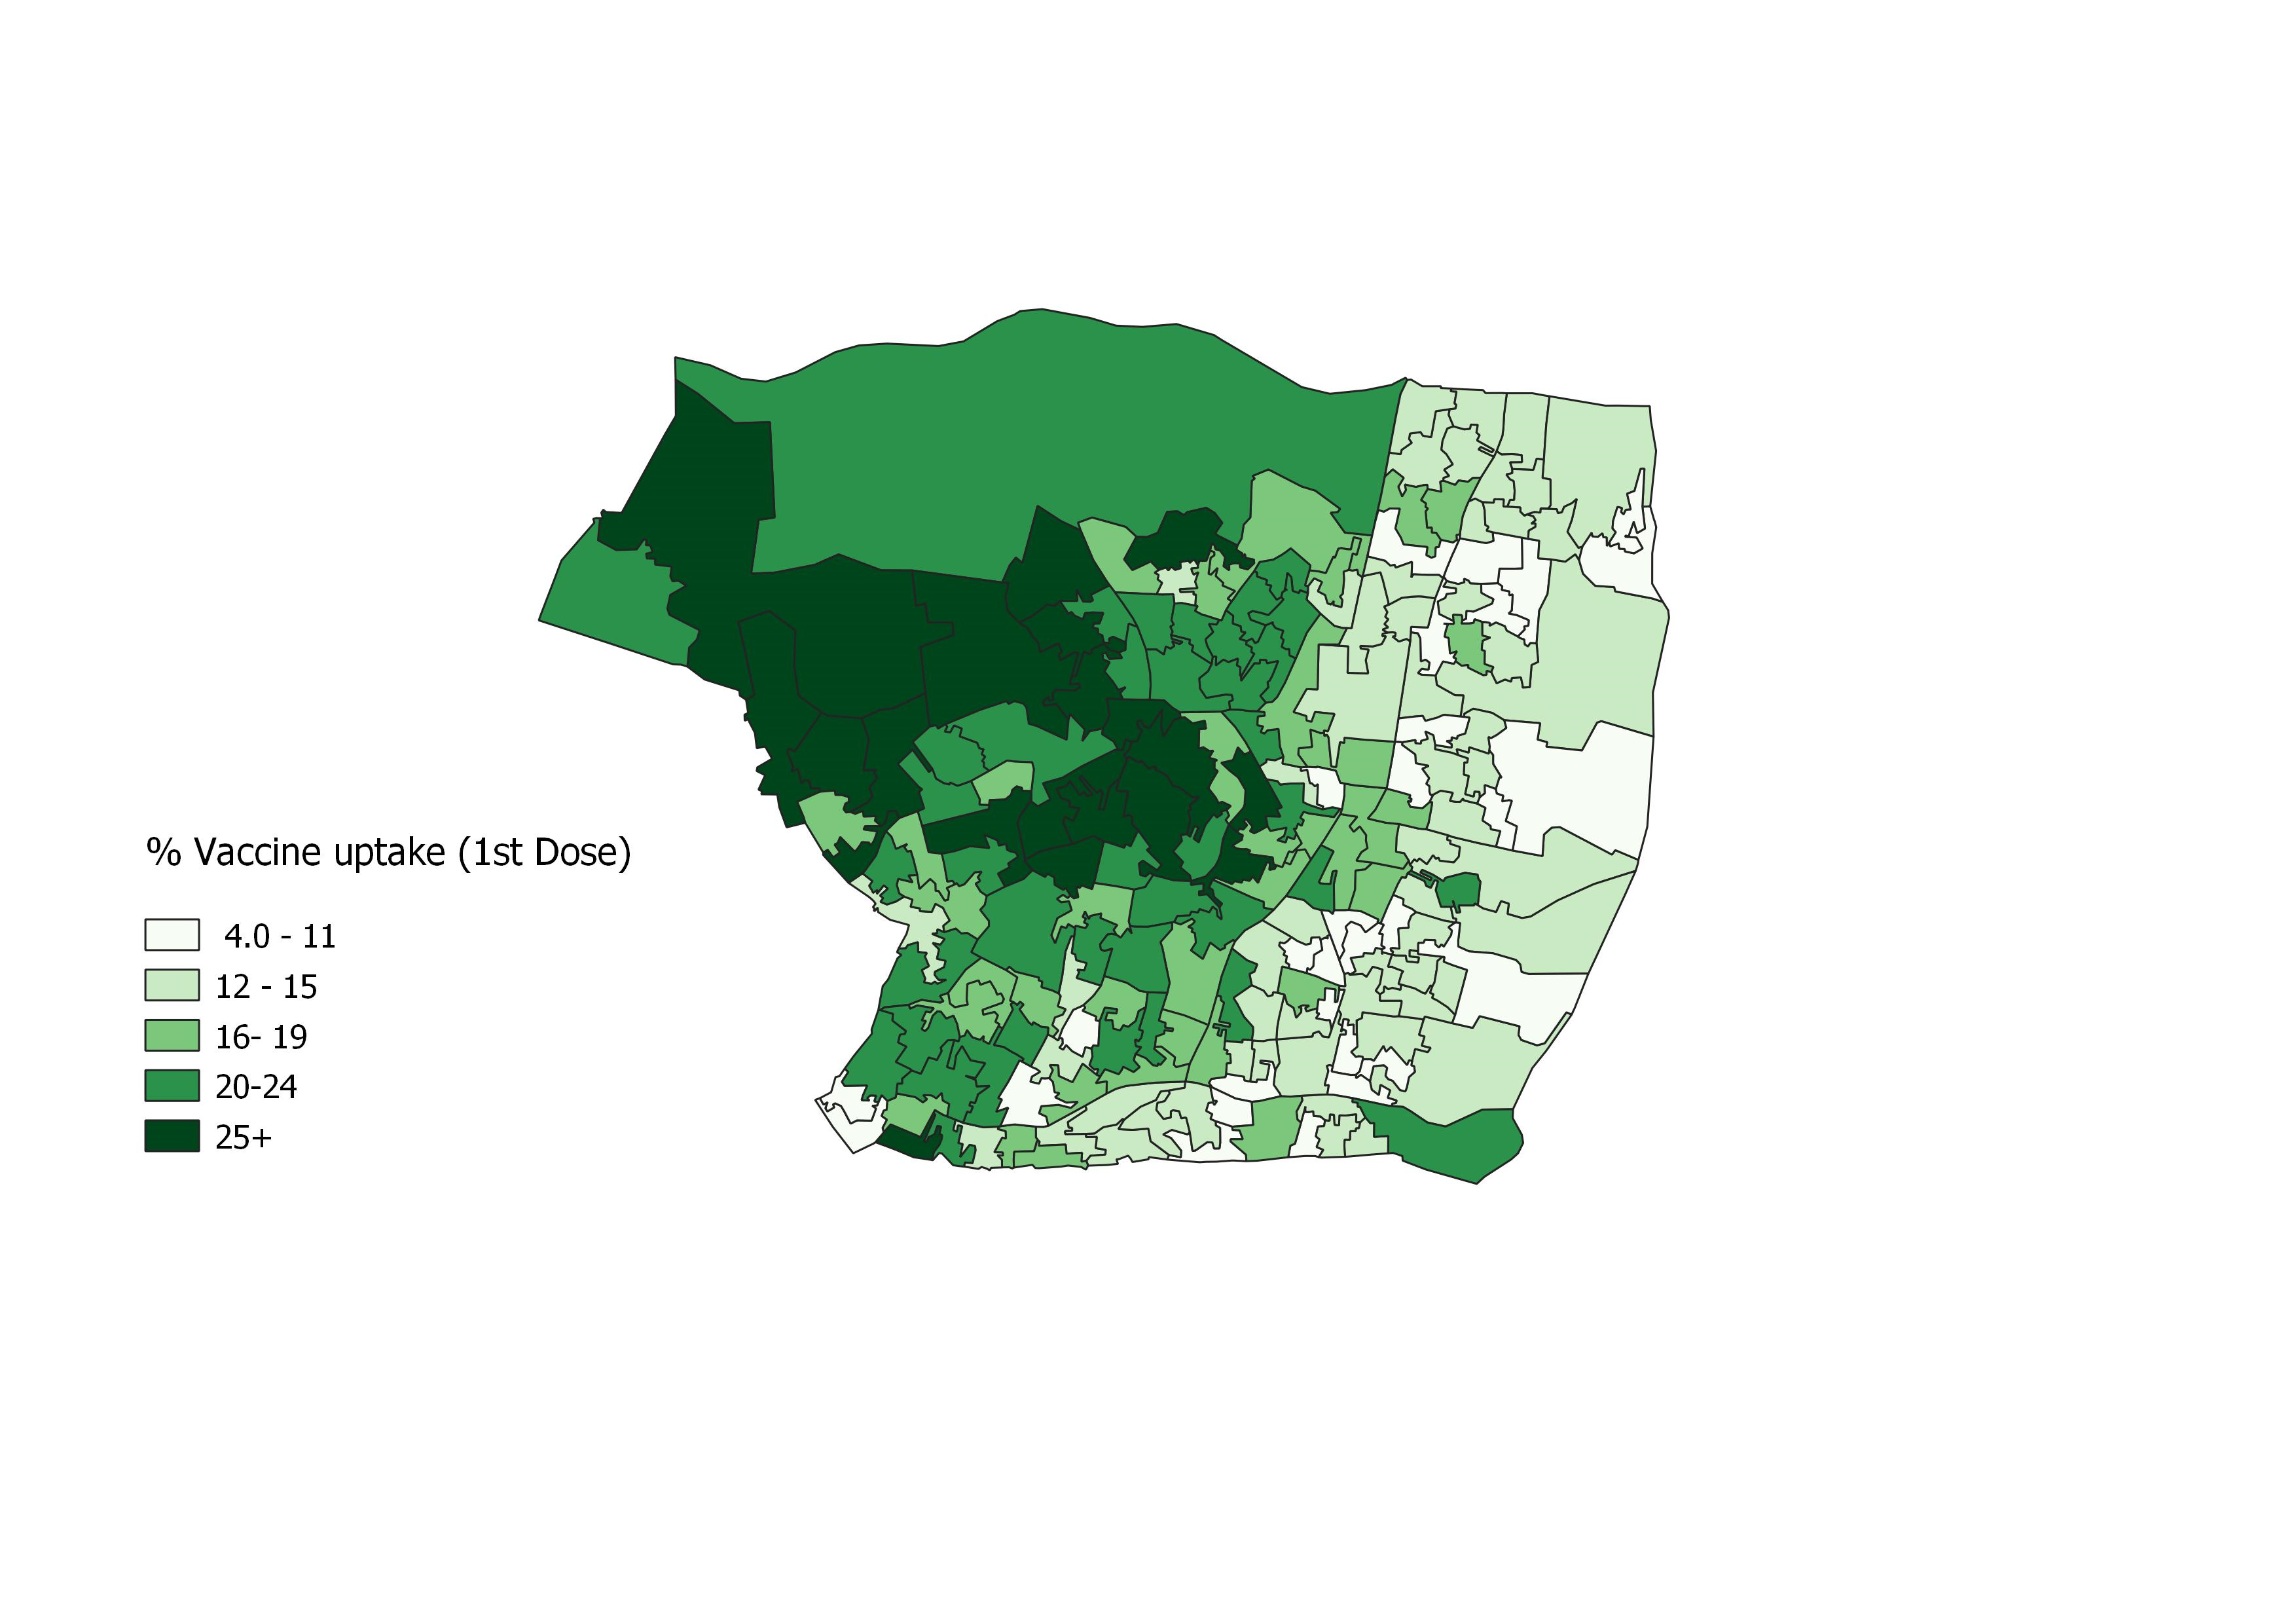 % Vaccine uptake (1st Dose)
4.0 - 11
12 - 15
16- 19
20-24
25+